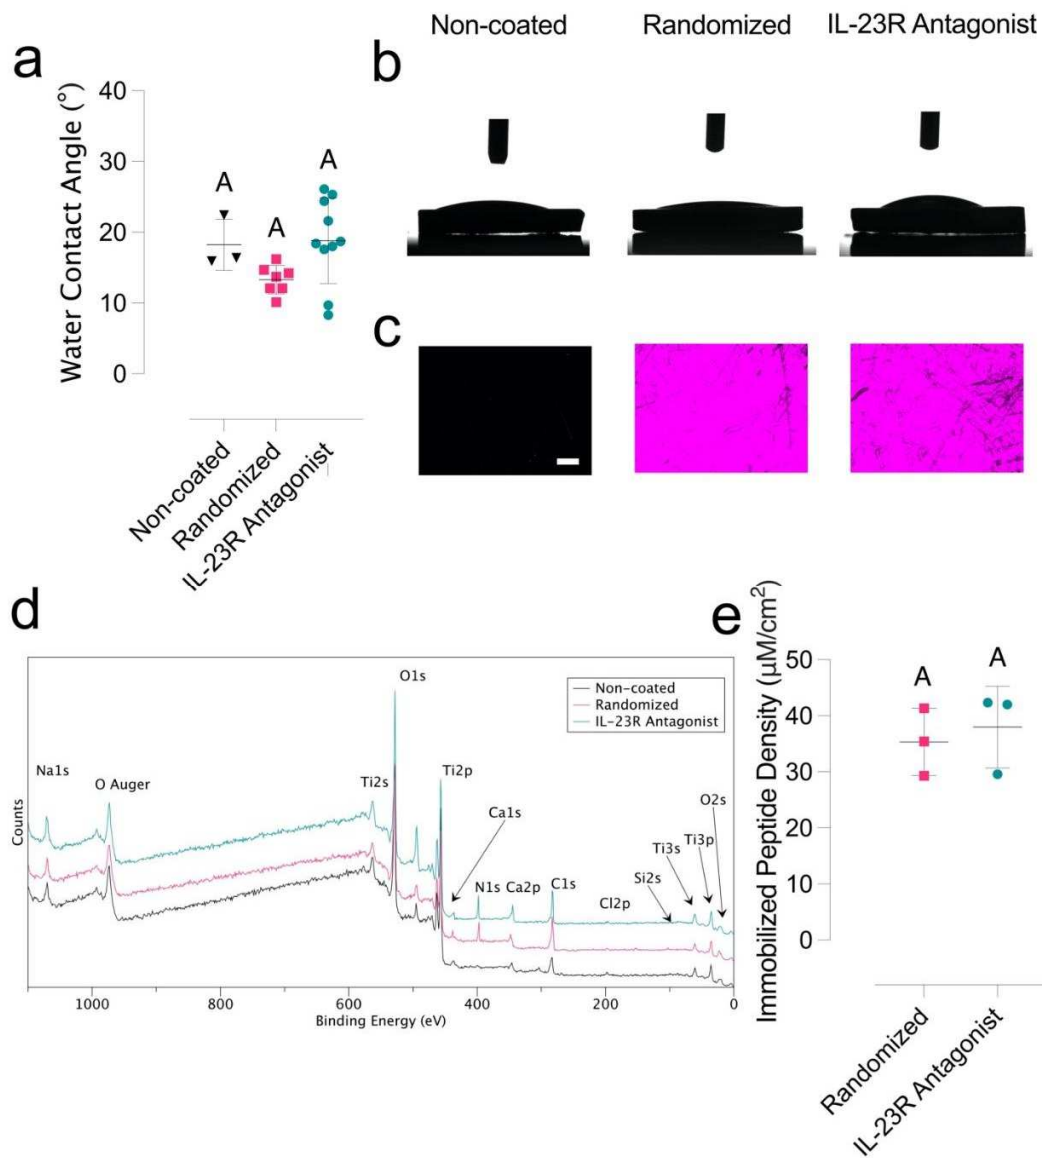 Non-coated
Randomized
IL-23R Antagonist
a
b
Water Contact Angle (°)
40
30
20
10
0
A
A
A
Non-coated
Randomized
IL-23R Antagonist
c
d
Counts
Na1s
O Auger
Ti2s
O1s
Ti2p
Ca1s
N1s
Ca2p
C1s
Cl2p
Si2s
Ti3s
Ti3p
O2s
Non-coated
Randomized
IL-23R Antagonist
1000
800
600
400
200
0
Binding Energy (eV)
e
Immobilized Peptide Density (µM/cm²)
50
40
30
20
10
0
A
A
Randomized
IL-23R Antagonist